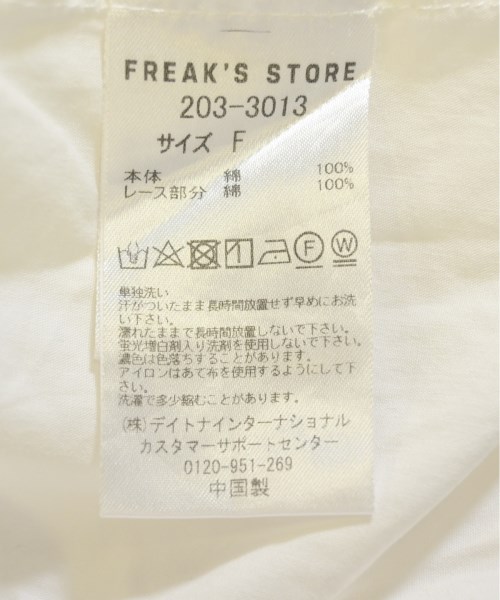 FREAK'S STORE
203-3013
サイズ F
本体 綿 100%
レース部分 綿 100%
F W
単独洗い
汗がついたまま長時間放置せず早めにお洗
い下さい。
濡れたままで長時間放置しないで下さい。
蛍光増白剤入り洗剤を使用しないで下さい。
濃色は色落ちすることがあります。
アイロンはあて布を使用するようにして下
さい。
洗濯で多少縮むことがあります。
(株)デイトナインターナショナル
カスタマーサポートセンター
0120-951-269
中国製